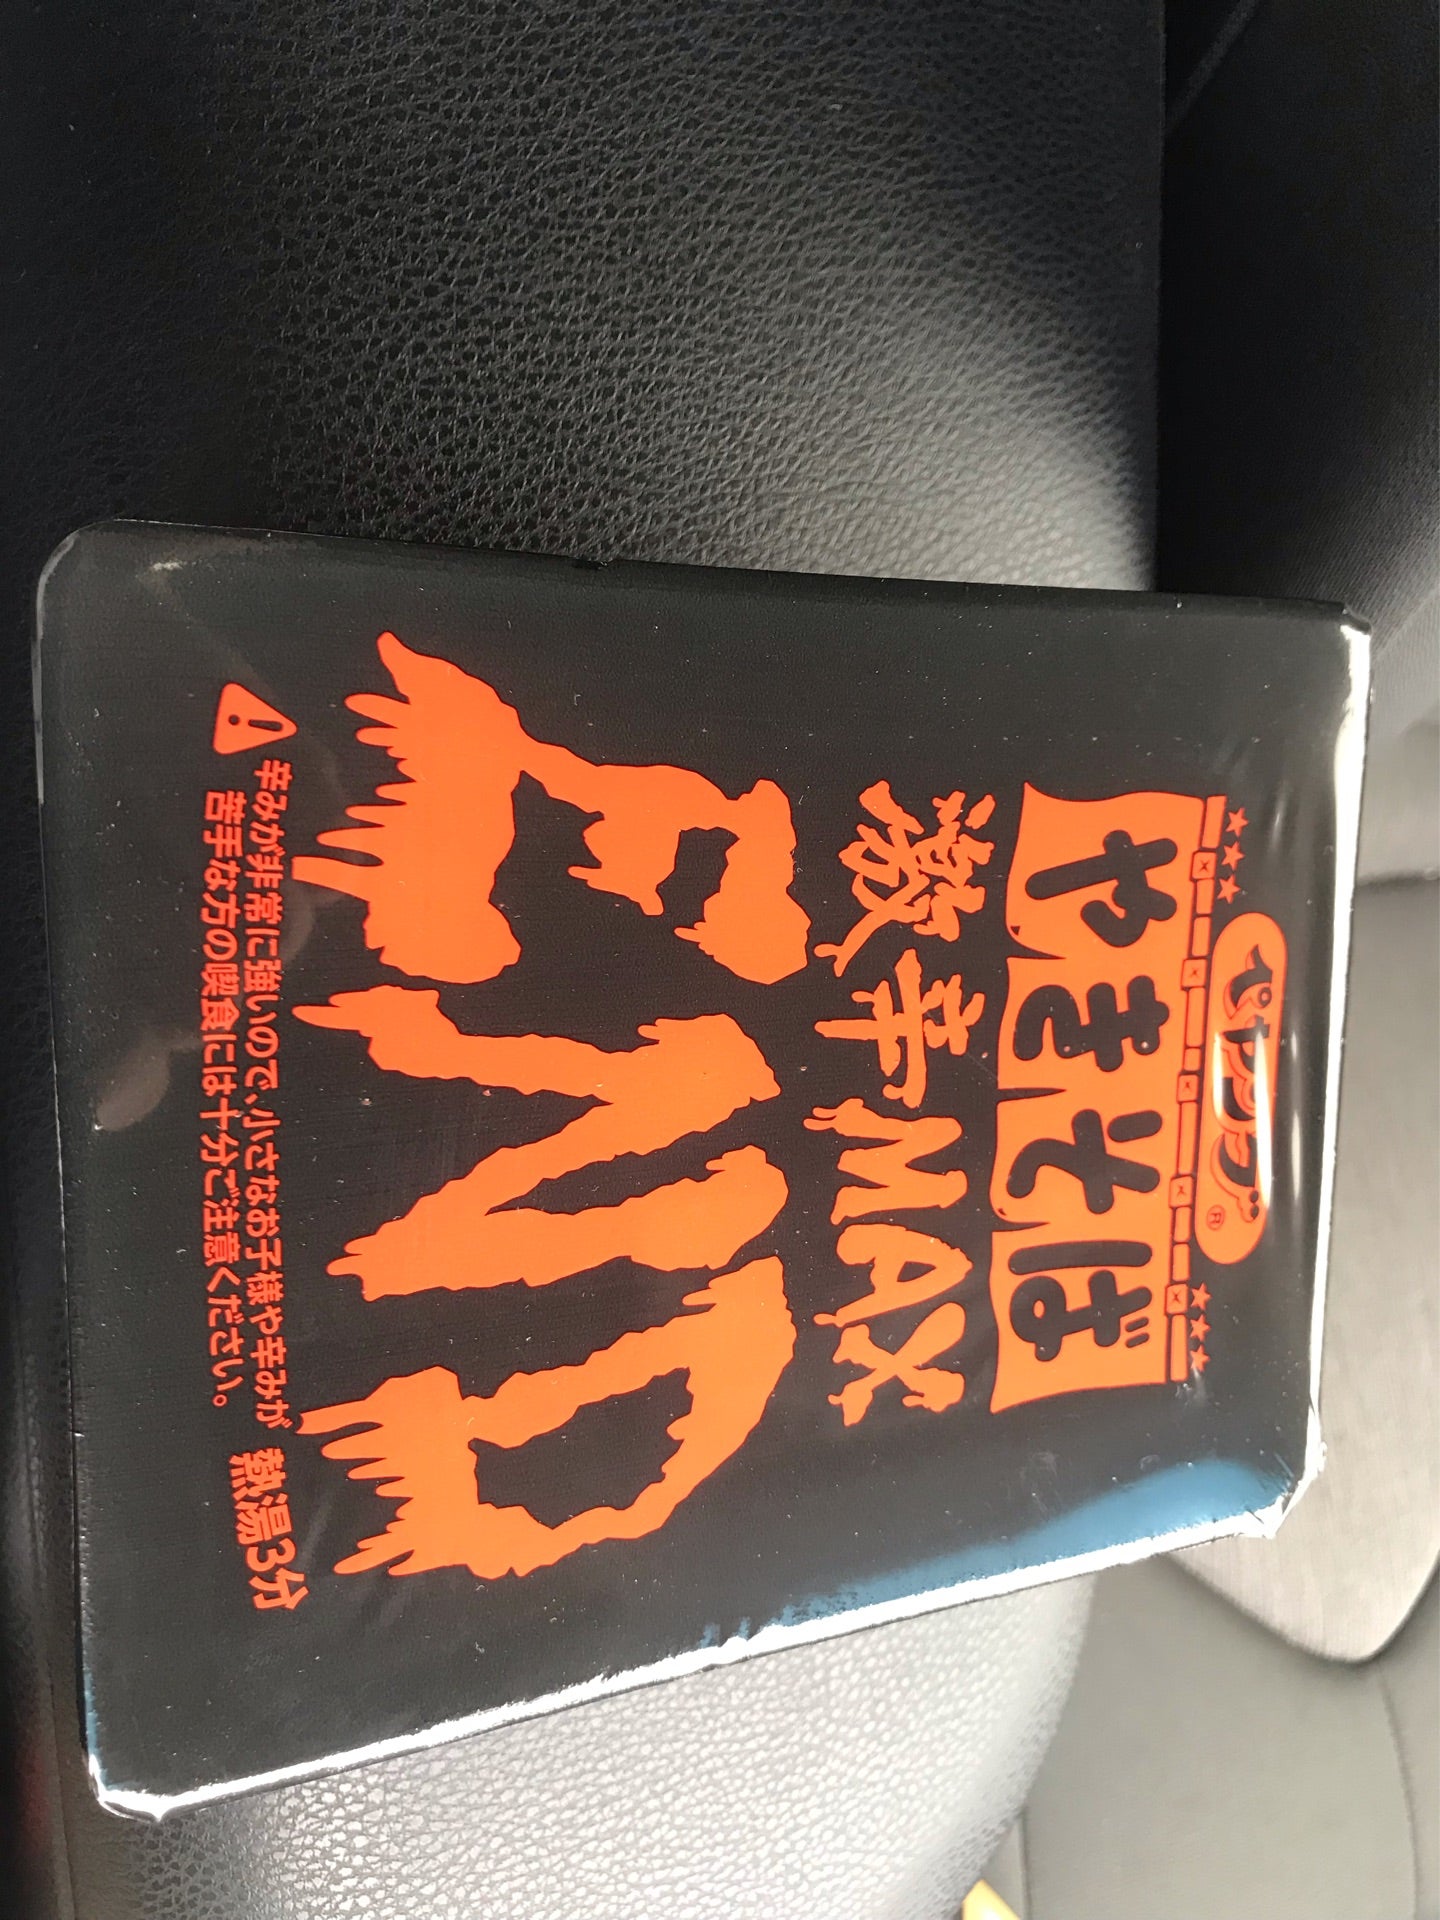 ペヤング®
やきそば
激辛MAX
END
辛みが非常に強いので、小さなお子様や辛みが
苦手な方の喫食には十分ご注意ください。
熱湯3分